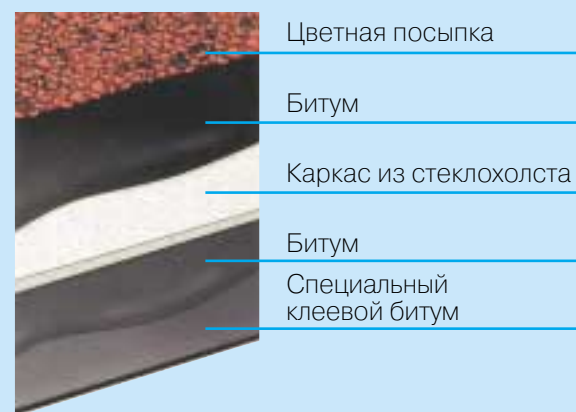 Цветная посыпка
Битум
Каркас из стеклохолста
Битум
Специальный
клеевой битум